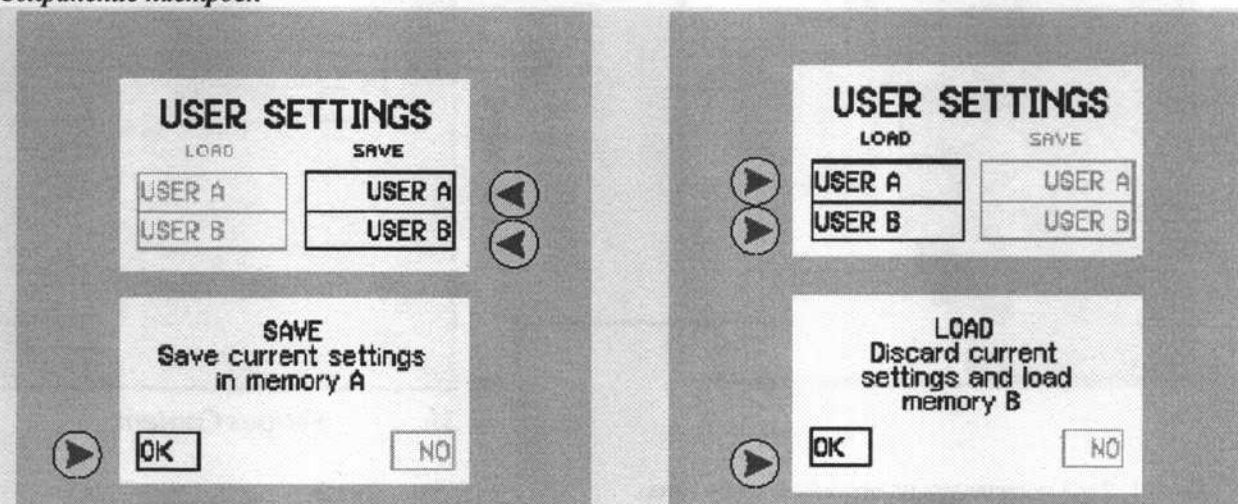 USER SETTINGS
LOAD SAVE
USER A USER A
USER B USER B
SAVE
Save current settings
in memory A
OK NO
USER SETTINGS
LOAD SAVE
USER A USER A
USER B USER B
LOAD
Discard current
settings and load
memory B
OK NO